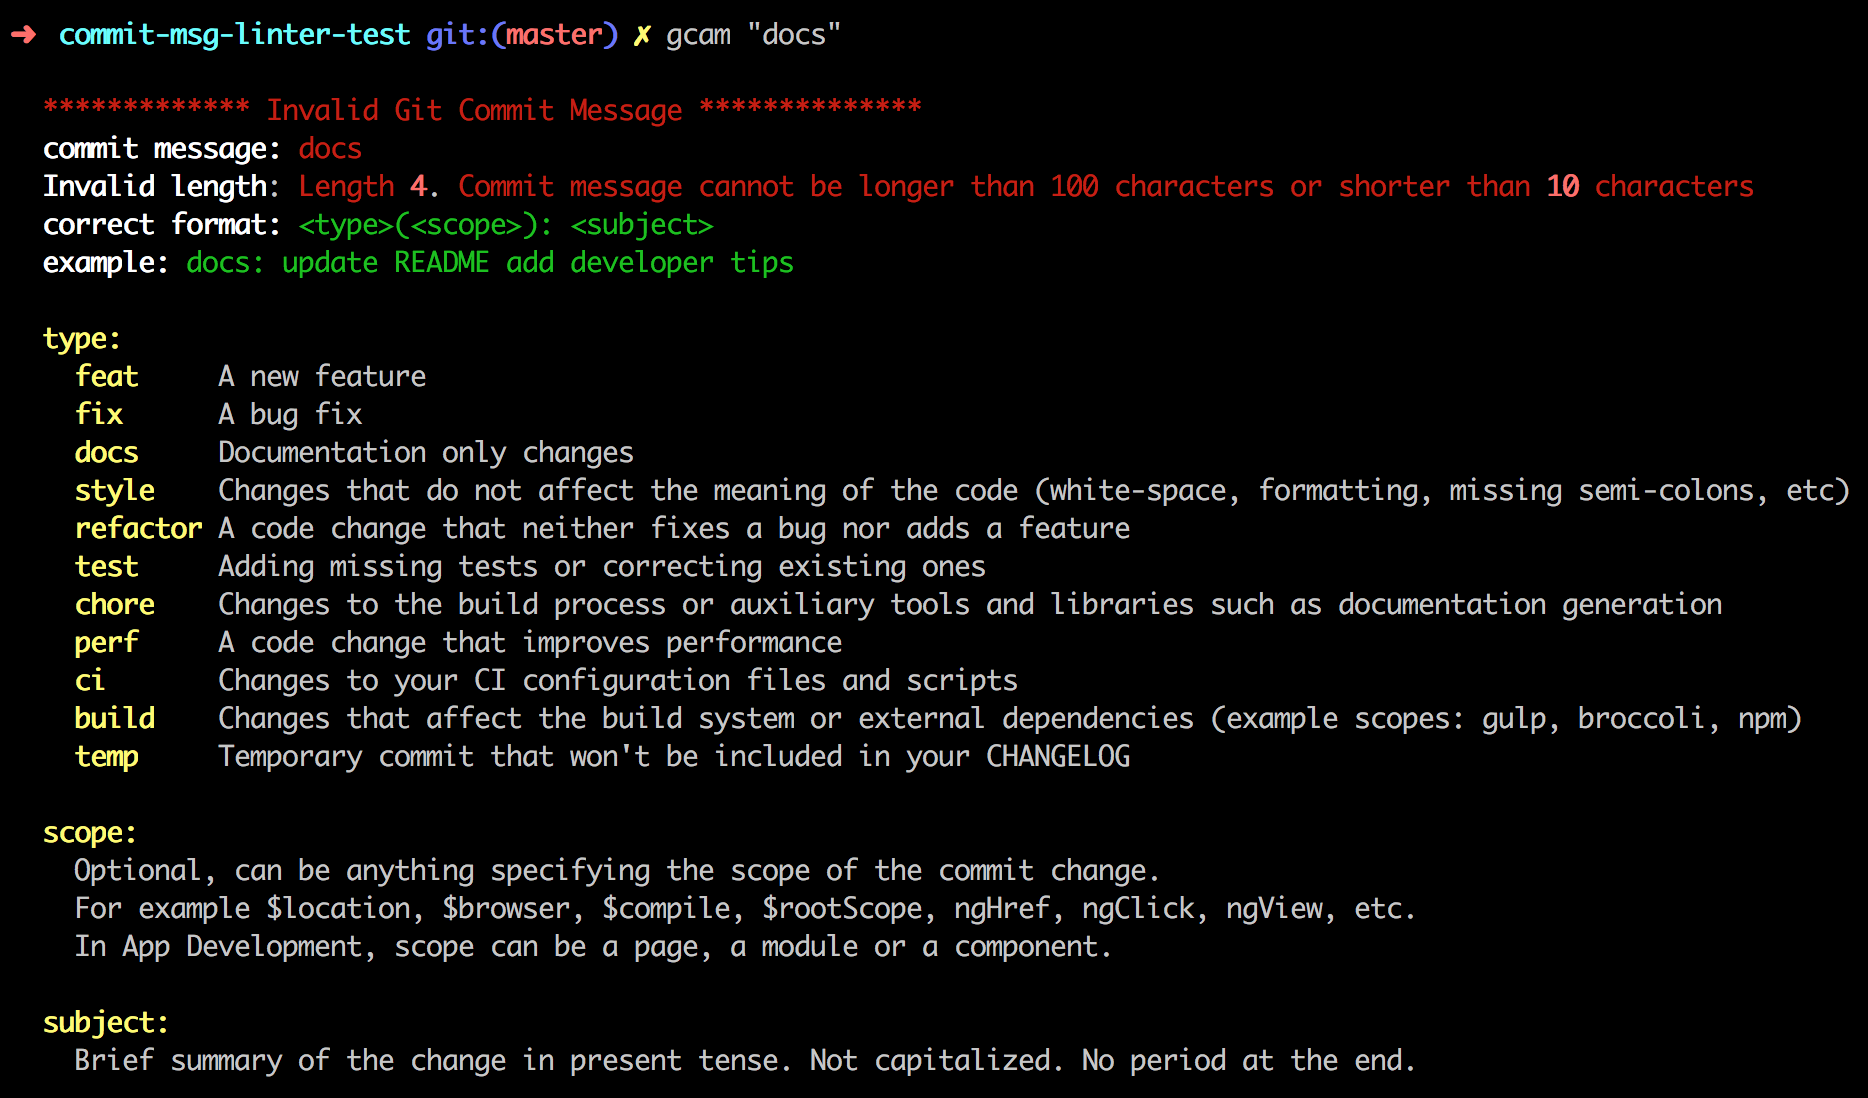 ➜ commit-msg-linter-test git:(master) ✗ gcam "docs"
************* Invalid Git Commit Message **************
commit message: docs
Invalid length: Length 4. Commit message cannot be longer than 100 characters or shorter than 10 characters
correct format: <type>(<scope>): <subject>
example: docs: update README add developer tips
type:
feat A new feature
fix A bug fix
docs Documentation only changes
style Changes that do not affect the meaning of the code (white-space, formatting, missing semi-colons, etc)
refactor A code change that neither fixes a bug nor adds a feature
test Adding missing tests or correcting existing ones
chore Changes to the build process or auxiliary tools and libraries such as documentation generation
perf A code change that improves performance
ci Changes to your CI configuration files and scripts
build Changes that affect the build system or external dependencies (example scopes: gulp, broccoli, npm)
temp Temporary commit that won't be included in your CHANGELOG
scope:
Optional, can be anything specifying the scope of the commit change.
For example $location, $browser, $compile, $rootScope, ngHref, ngClick, ngView, etc.
In App Development, scope can be a page, a module or a component.
subject:
Brief summary of the change in present tense. Not capitalized. No period at the end.